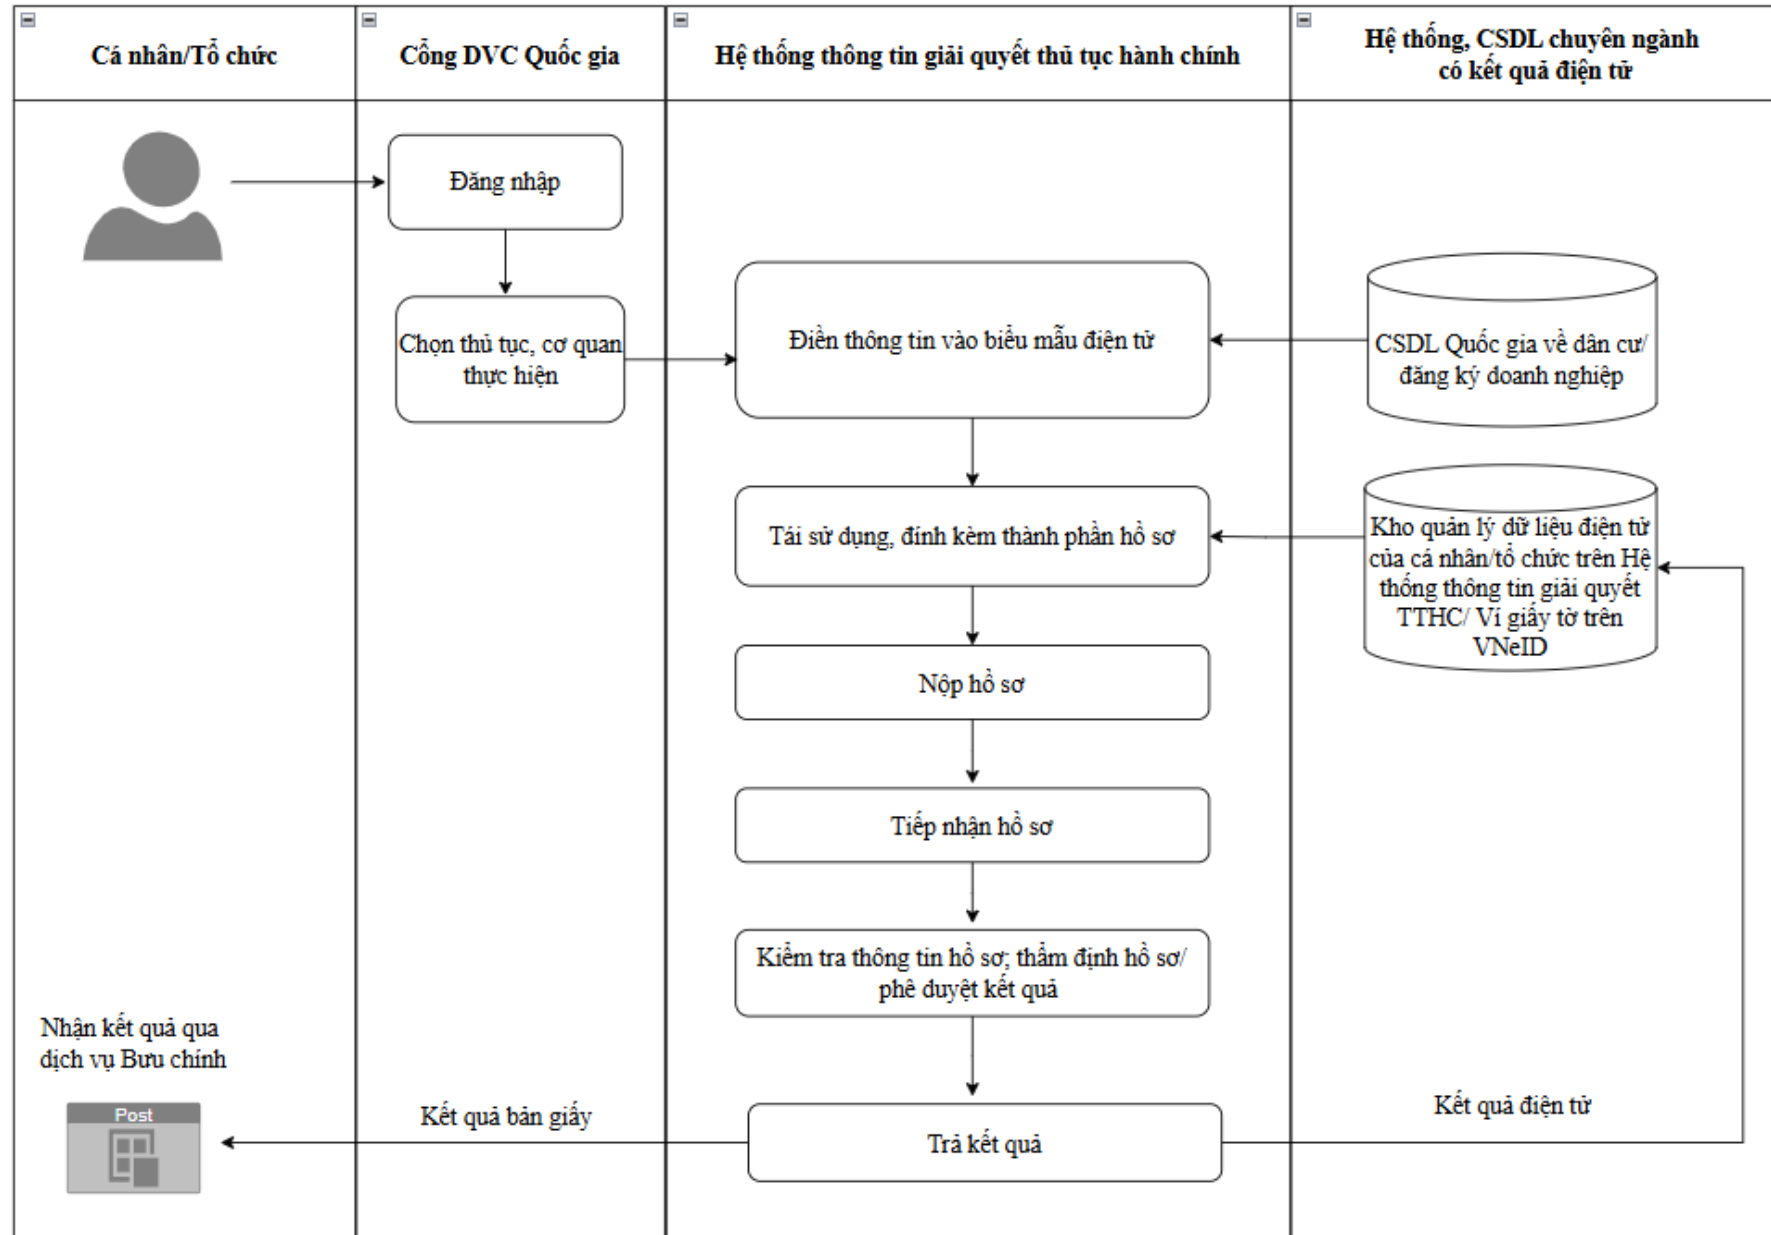 Cá nhân/Tổ chức
Cổng DVC Quốc gia
Hệ thống thông tin giải quyết thủ tục hành chính
Hệ thống, CSDL chuyên ngành
có kết quả điện tử
Đăng nhập
Chọn thủ tục, cơ quan
thực hiện
Điền thông tin vào biểu mẫu điện tử
CSDL Quốc gia về dân cư/
đăng ký doanh nghiệp
Tái sử dụng, đính kèm thành phần hồ sơ
Kho quản lý dữ liệu điện tử
của cá nhân/tổ chức trên Hệ
thống thông tin giải quyết
TTHC/ Ví giấy tờ trên
VNeID
Nộp hồ sơ
Tiếp nhận hồ sơ
Kiểm tra thông tin hồ sơ; thẩm định hồ sơ/
phê duyệt kết quả
Nhận kết quả qua
dịch vụ Bưu chính
Post
Kết quả bản giấy
Trả kết quả
Kết quả điện tử